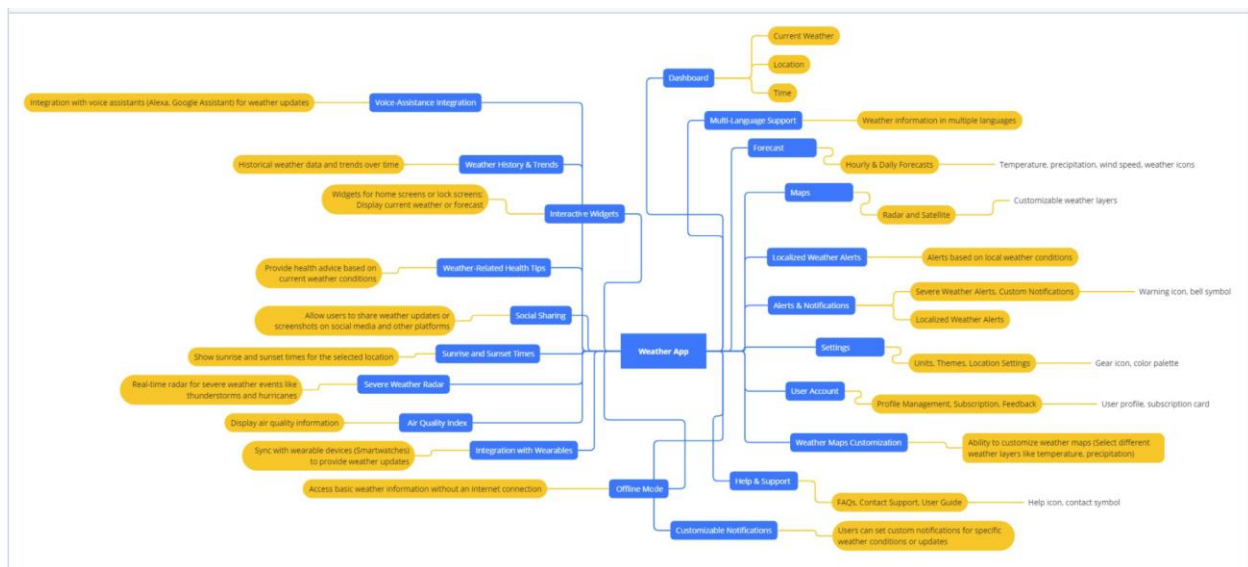 Current Weather
Dashboard
Location
Time
Integration with voice assistants (Alexa, Google Assistant) for weather updates
Voice-Assistance Integration
Multi-Language Support
Weather information in multiple languages
Forecast
Hourly & Daily Forecasts
Temperature, precipitation, wind speed, weather icons
Historical weather data and trends over time
Weather History & Trends
Widgets for home screens or lock screens:
Display current weather or forecast
Interactive Widgets
Maps
Radar and Satellite
Customizable weather layers
Localized Weather Alerts
Alerts based on local weather conditions
Provide health advice based on
current weather conditions
Weather-Related Health Tips
Alerts & Notifications
Severe Weather Alerts, Custom Notifications
Warning icon, bell symbol
Localized Weather Alerts
Allow users to share weather updates or
screenshots on social media and other platforms
Social Sharing
Weather App
Settings
Units, Themes, Location Settings
Gear icon, color palette
Show sunrise and sunset times for the selected location
Sunrise and Sunset Times
Real-time radar for severe weather events like
thunderstorms and hurricanes
Severe Weather Radar
User Account
Profile Management, Subscription, Feedback
User profile, subscription card
Display air quality information
Air Quality Index
Weather Maps Customization
Ability to customize weather maps (Select different
weather layers like temperature, precipitation)
Sync with wearable devices (Smartwatches)
to provide weather updates
Integration with Wearables
Access basic weather information without an internet connection
Offline Mode
Help & Support
FAQs, Contact Support, User Guide
Help icon, contact symbol
Customizable Notifications
Users can set custom notifications for specific
weather conditions or updates